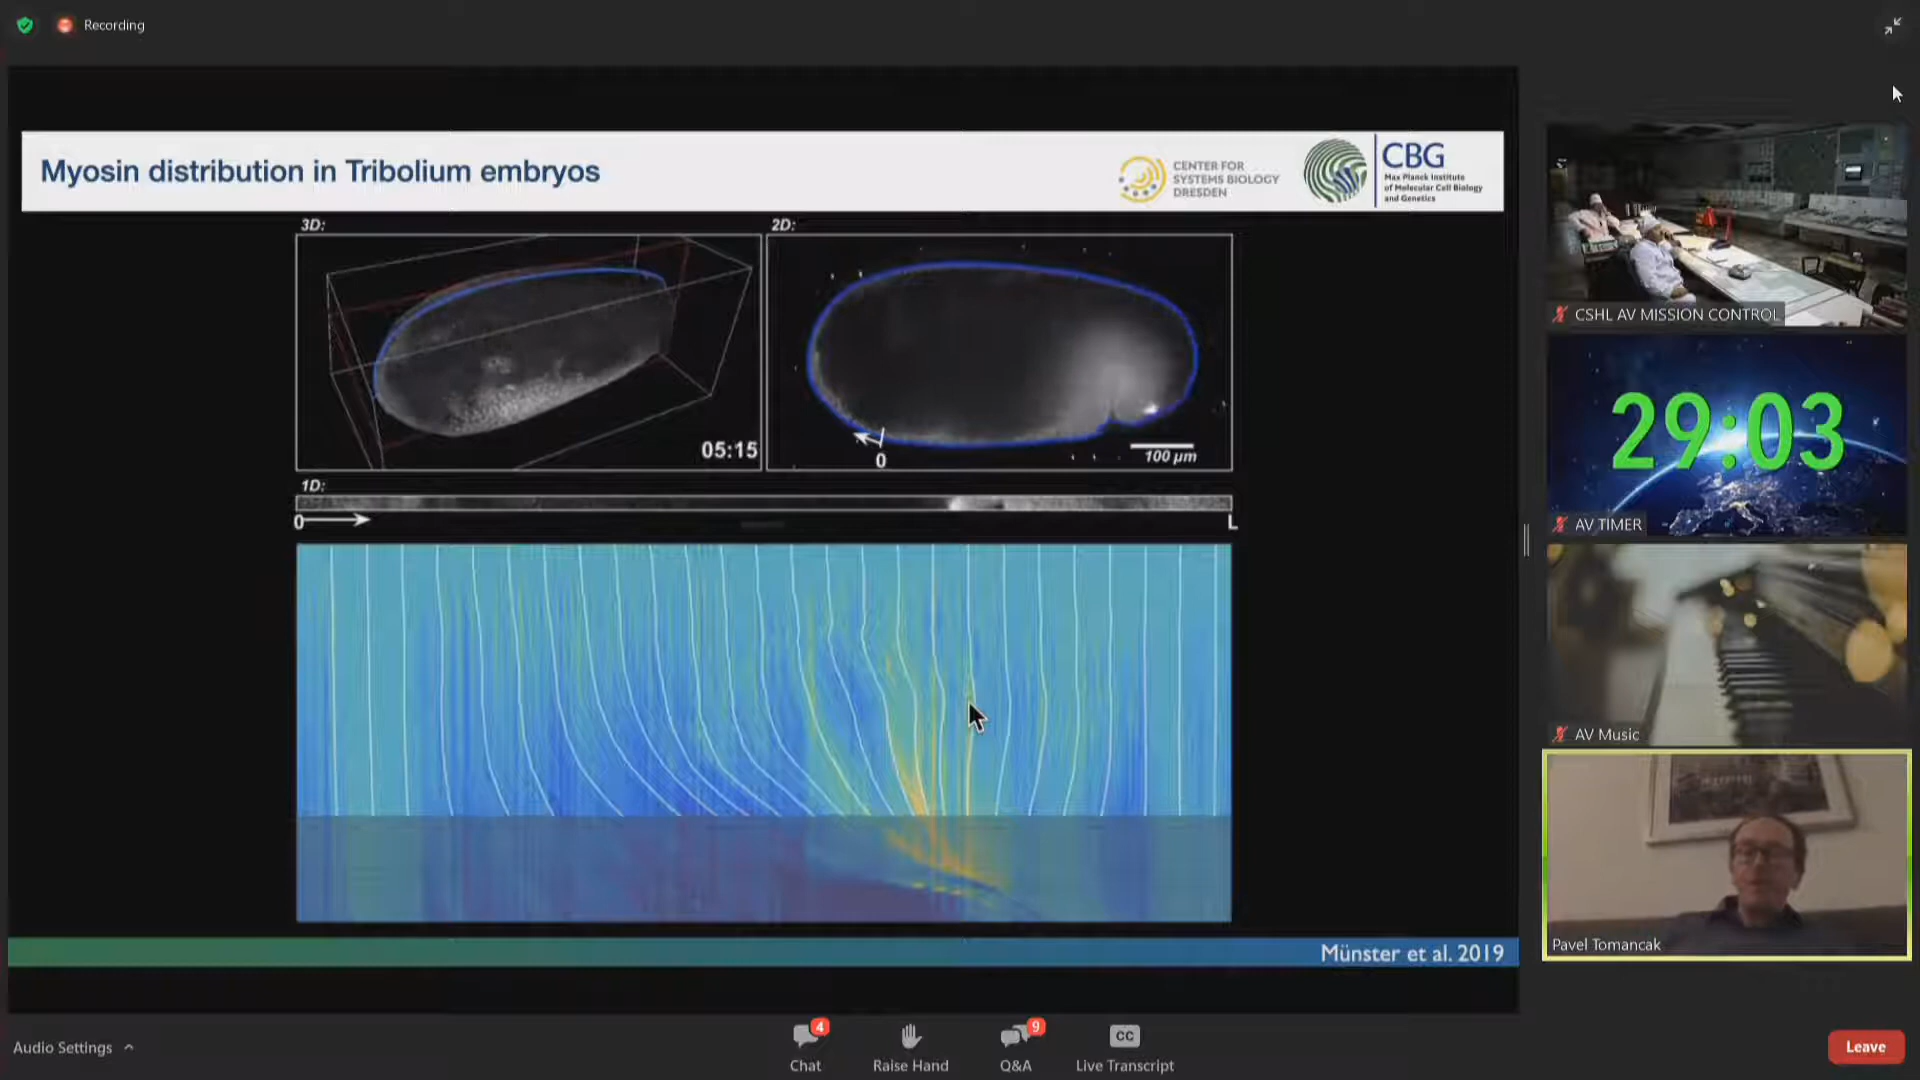 Recording
Myosin distribution in Tribolium embryos
CENTER FOR
SYSTEMS BIOLOGY
DRESDEN
CBG
Max Planck Institute
of Molecular Cell Biology
and Genetics
3D:
2D:
05:15
0
100 µm
1D:
0
L
Münster et al. 2019
CSHL AV MISSION CONTROL
29:03
AV TIMER
AV Music
Pavel Tomancak
Audio Settings
4
Chat
Raise Hand
9
Q&A
CC
Live Transcript
Leave